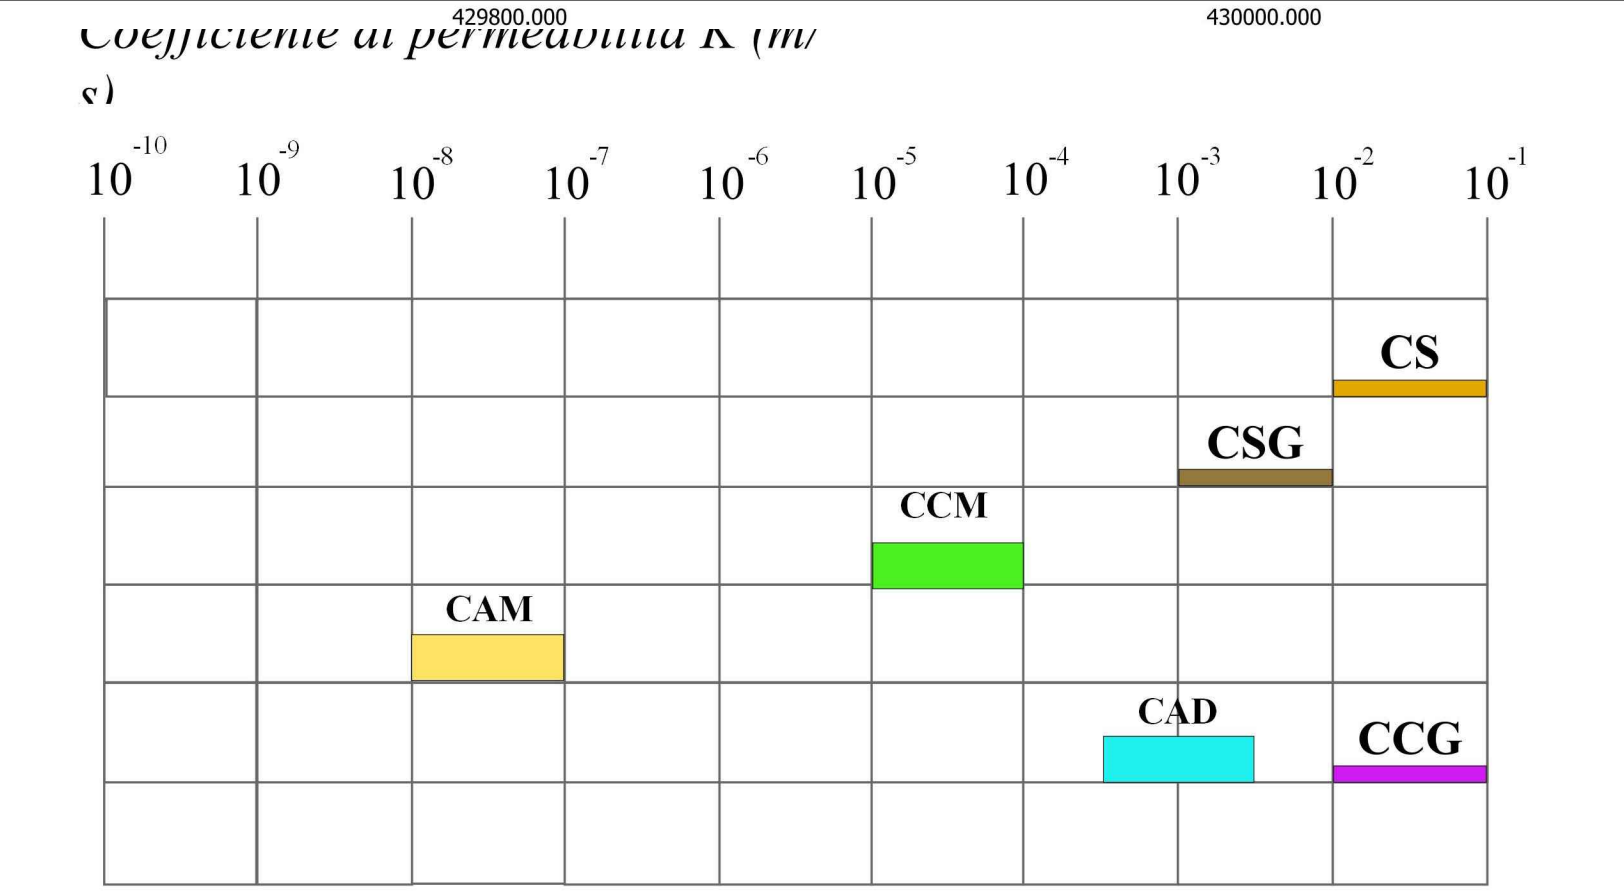 429800.000 430000.000
Coefficiente di permeabilità K (m/
s)
10-10 10-9 10-8 10-7 10-6 10-5 10-4 10-3 10-2 10-1
CS
CSG
CCM
CAM
CAD
CCG